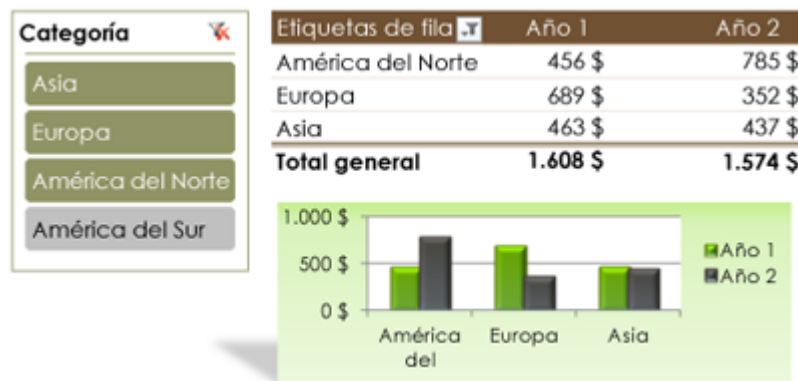 Categoría
Asia
Europa
América del Norte
América del Sur
Etiquetas de fila Año 1 Año 2
América del Norte 456 $ 785 $
Europa 689 $ 352 $
Asia 463 $ 437 $
Total general 1.608 $ 1.574 $
1.000 $
500 $
0 $
América del
Europa
Asia
Año 1
Año 2